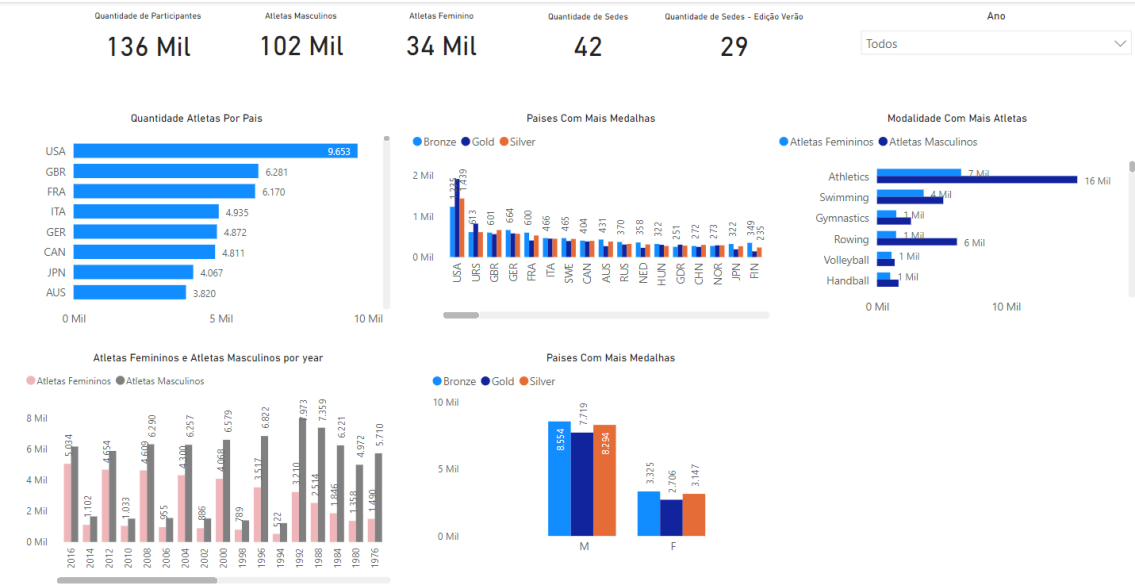 Quantidade de Participantes
136 Mil
Atletas Masculinos
102 Mil
Atletas Feminino
34 Mil
Quantidade de Sedes
42
Quantidade de Sedes - Edição Verão
29
Ano
Todos
Quantidade Atletas Por Pais
USA 9.653
GBR 6.281
FRA 6.170
ITA 4.935
GER 4.872
CAN 4.811
JPN 4.067
AUS 3.820
0 Mil 5 Mil 10 Mil
Paises Com Mais Medalhas
Bronze Gold Silver
2 Mil
1 Mil
0 Mil
1.439 613 601 664 600 466 465 404 431 370 358 322 251 272 273 322 349 235
USA URS GBR GER FRA ITA SWE CAN AUS RUS NED HUN GDR CHN NOR JPN FIN
Modalidade Com Mais Atletas
Atletas Femininos Atletas Masculinos
Athletics 7 Mil 16 Mil
Swimming 4 Mil
Gymnastics 1 Mil
Rowing 1 Mil 6 Mil
Volleyball 1 Mil
Handball 1 Mil
0 Mil 10 Mil
Atletas Femininos e Atletas Masculinos por year
Atletas Femininos Atletas Masculinos
8 Mil
6 Mil
4 Mil
2 Mil
0 Mil
5.034 1.102 4.654 1.033 4.609 6.290 955 4.300 6.257 886 4.068 6.579 789 3.517 6.822 522 3.210 7.973 2.514 7.359 1.846 6.221 1.358 4.972 1.490 5.710
2016 2014 2012 2010 2008 2006 2004 2002 2000 1998 1996 1994 1992 1988 1984 1980 1976
Paises Com Mais Medalhas
Bronze Gold Silver
10 Mil
5 Mil
0 Mil
8.554 7.719 8.294 3.325 2.706 3.147
M F